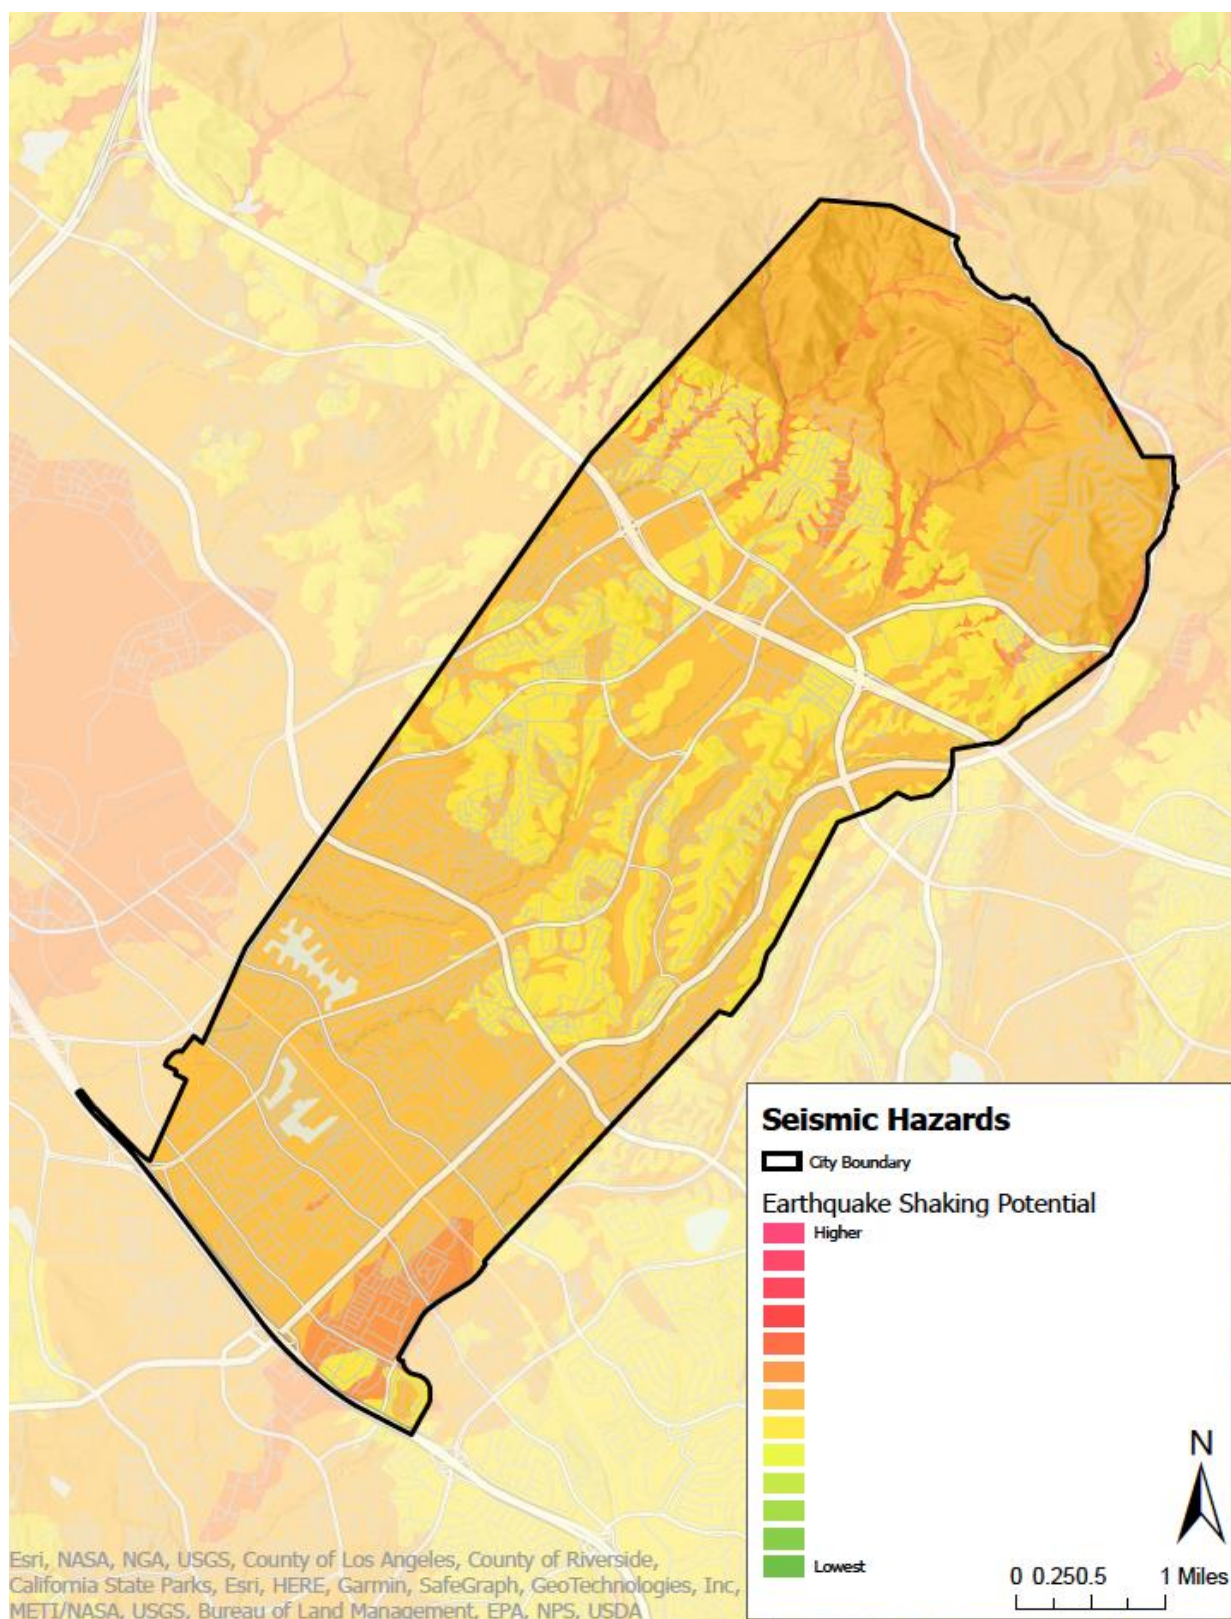 Seismic Hazards
City Boundary
Earthquake Shaking Potential
Higher
Lowest
N
0 0.250.5 1 Miles
Esri, NASA, NGA, USGS, County of Los Angeles, County of Riverside,
California State Parks, Esri, HERE, Garmin, SafeGraph, GeoTechnologies, Inc,
METI/NASA, USGS, Bureau of Land Management, EPA, NPS, USDA